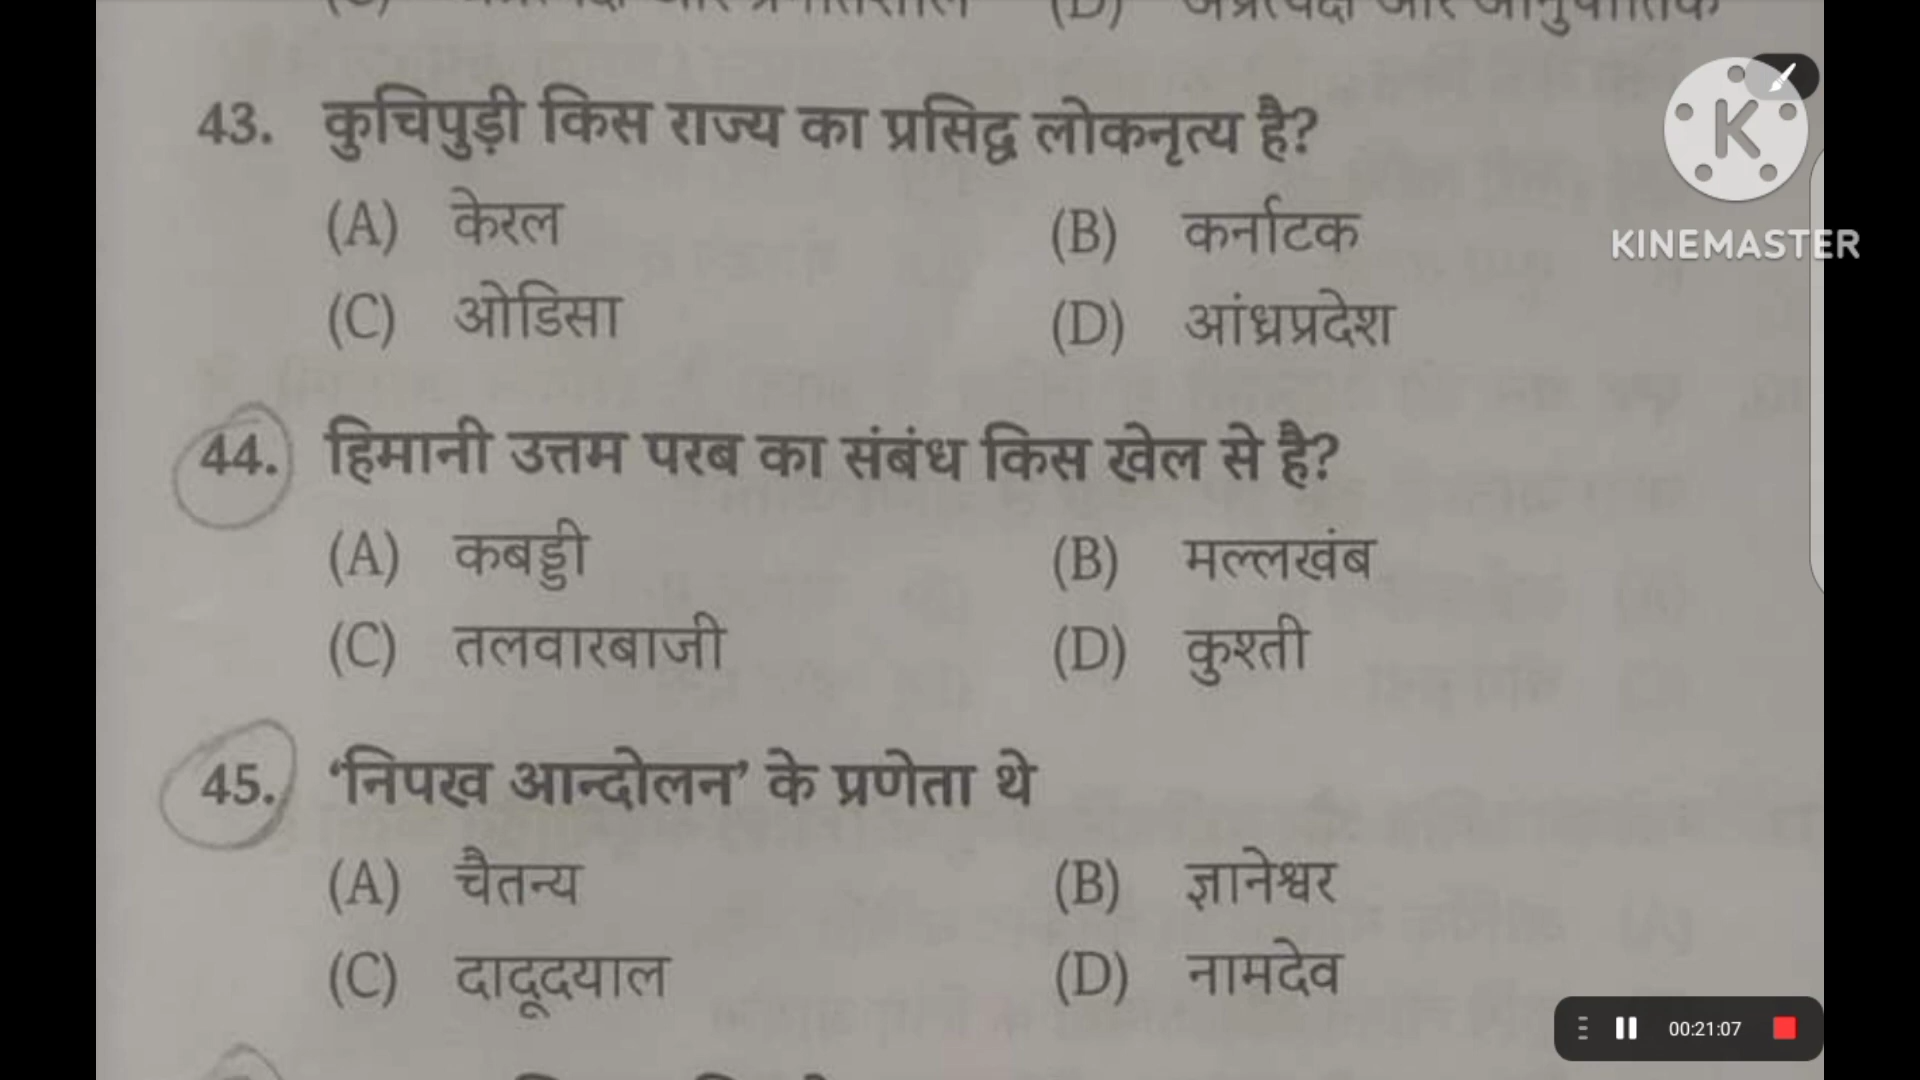 43. कुचिपुड़ी किस राज्य का प्रसिद्ध लोकनृत्य है?
(A) केरल (B) कर्नाटक
(C) ओडिसा (D) आंध्रप्रदेश
44. हिमानी उत्तम परब का संबंध किस खेल से है?
(A) कबड्डी (B) मल्लखंब
(C) तलवारबाजी (D) कुश्ती
45. ‘निपख आन्दोलन’ के प्रणेता थे
(A) चैतन्य (B) ज्ञानेश्वर
(C) दादूदयाल (D) नामदेव
K
KINEMASTER
00:21:07